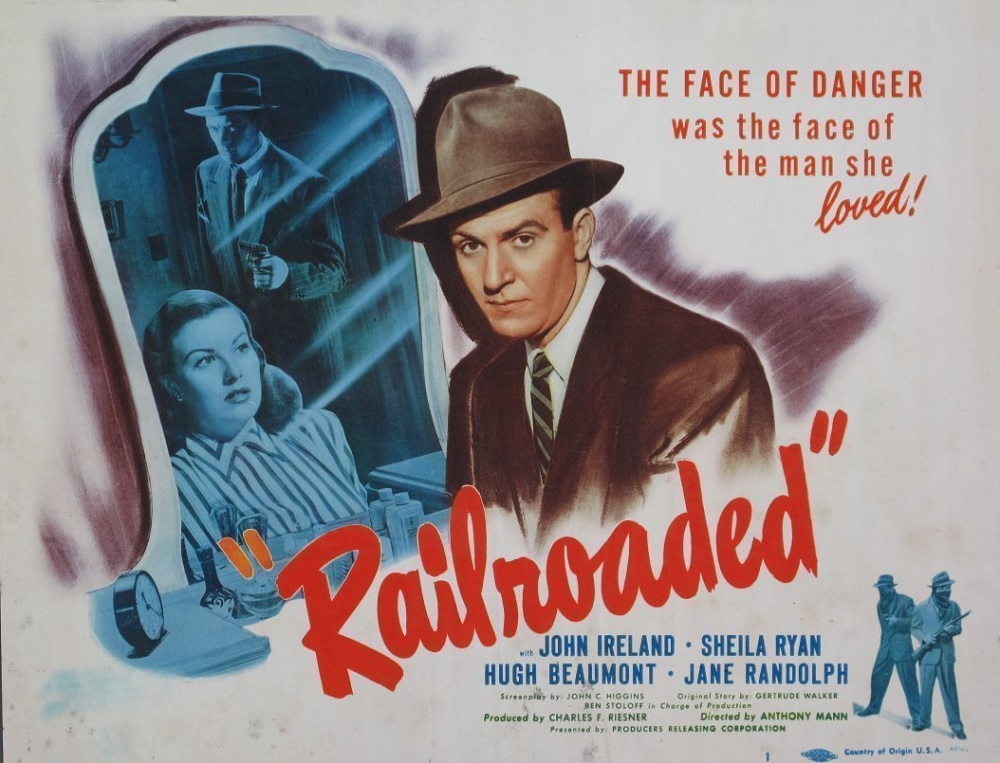 THE FACE OF DANGER
was the face of
the man she
loved!
"Railroaded"
with JOHN IRELAND · SHEILA RYAN
HUGH BEAUMONT · JANE RANDOLPH
Screenplay by: JOHN C. HIGGINS Original Story by: GERTRUDE WALKER
BEN STOLOFF in Charge of Production
Produced by CHARLES F. RIESNER Directed by ANTHONY MANN
Presented by: PRODUCERS RELEASING CORPORATION
1 Country of Origin U.S.A.